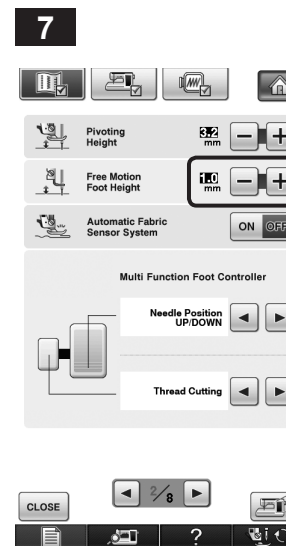 7
Pivoting
Height
3.2
mm
Free Motion
Foot Height
1.0
mm
Automatic Fabric
Sensor System
ON OFF
Multi Function Foot Controller
Needle Position
UP/DOWN
Thread Cutting
CLOSE
2/8
?